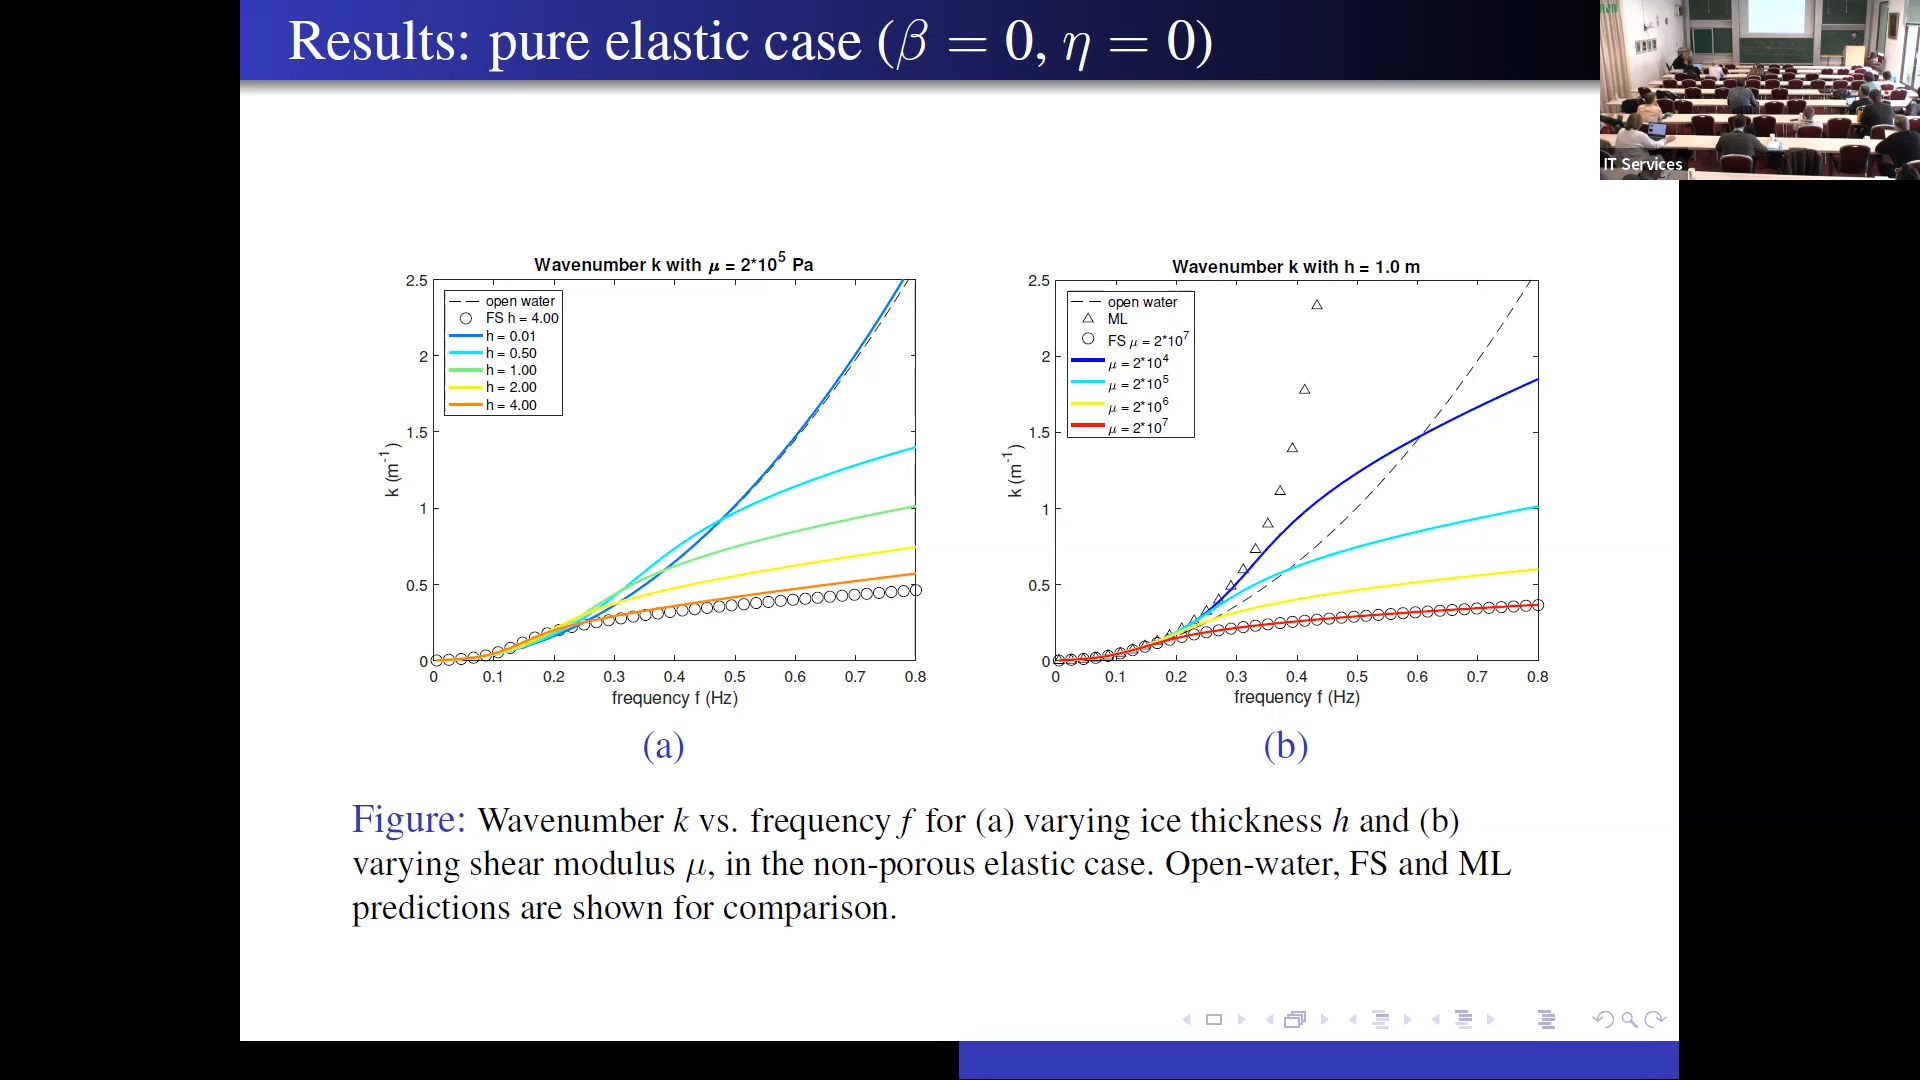 Results: pure elastic case (β = 0, η = 0)
IT Services
Wavenumber k with μ = 2*10^5 Pa
2.5
2
1.5
1
0.5
0
k (m^-1)
open water
FS h = 4.00
h = 0.01
h = 0.50
h = 1.00
h = 2.00
h = 4.00
0 0.1 0.2 0.3 0.4 0.5 0.6 0.7 0.8
frequency f (Hz)
(a)
Wavenumber k with h = 1.0 m
2.5
2
1.5
1
0.5
0
k (m^-1)
open water
ML
FS μ = 2*10^7
μ = 2*10^4
μ = 2*10^5
μ = 2*10^6
μ = 2*10^7
0 0.1 0.2 0.3 0.4 0.5 0.6 0.7 0.8
frequency f (Hz)
(b)
Figure: Wavenumber k vs. frequency f for (a) varying ice thickness h and (b)
varying shear modulus μ, in the non-porous elastic case. Open-water, FS and ML
predictions are shown for comparison.